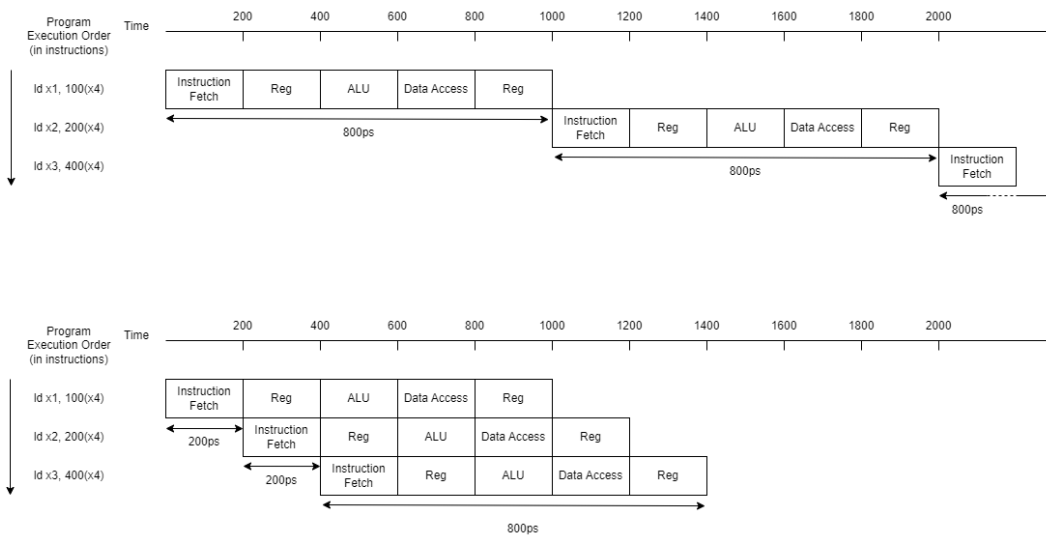 200 400 600 800 1000 1200 1400 1600 1800 2000
Program
Execution Order
(in instructions)
Time
ld x1, 100(x4)
Instruction
Fetch
Reg
ALU
Data Access
Reg
800ps
ld x2, 200(x4)
Instruction
Fetch
Reg
ALU
Data Access
Reg
800ps
ld x3, 400(x4)
Instruction
Fetch
800ps
200 400 600 800 1000 1200 1400 1600 1800 2000
Program
Execution Order
(in instructions)
Time
ld x1, 100(x4)
Instruction
Fetch
Reg
ALU
Data Access
Reg
200ps
ld x2, 200(x4)
Instruction
Fetch
Reg
ALU
Data Access
Reg
200ps
ld x3, 400(x4)
Instruction
Fetch
Reg
ALU
Data Access
Reg
800ps